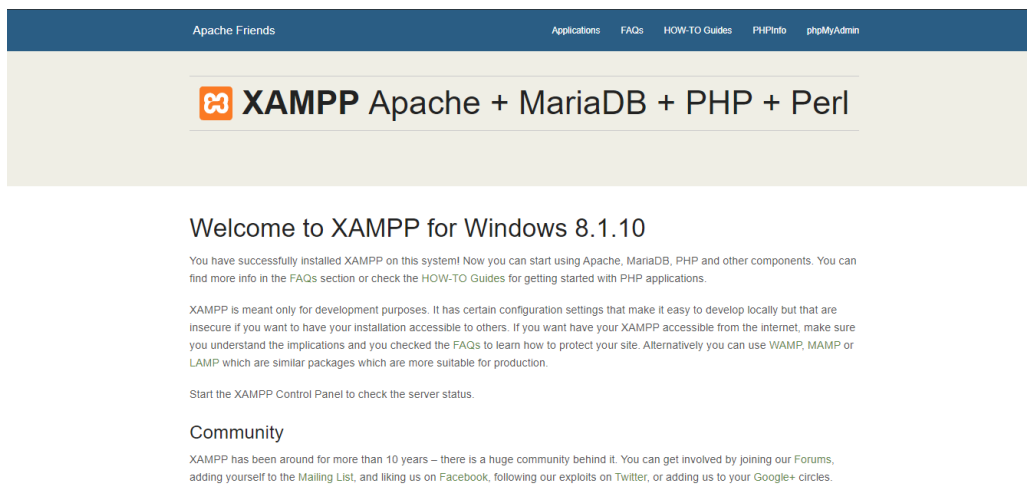 Apache Friends Applications FAQs HOW-TO Guides PHPInfo phpMyAdmin
XAMPP Apache + MariaDB + PHP + Perl
Welcome to XAMPP for Windows 8.1.10
You have successfully installed XAMPP on this system! Now you can start using Apache, MariaDB, PHP and other components. You can
find more info in the FAQs section or check the HOW-TO Guides for getting started with PHP applications.
XAMPP is meant only for development purposes. It has certain configuration settings that make it easy to develop locally but that are
insecure if you want to have your installation accessible to others. If you want have your XAMPP accessible from the internet, make sure
you understand the implications and you checked the FAQs to learn how to protect your site. Alternatively you can use WAMP, MAMP or
LAMP which are similar packages which are more suitable for production.
Start the XAMPP Control Panel to check the server status.
Community
XAMPP has been around for more than 10 years – there is a huge community behind it. You can get involved by joining our Forums,
adding yourself to the Mailing List, and liking us on Facebook, following our exploits on Twitter, or adding us to your Google+ circles.